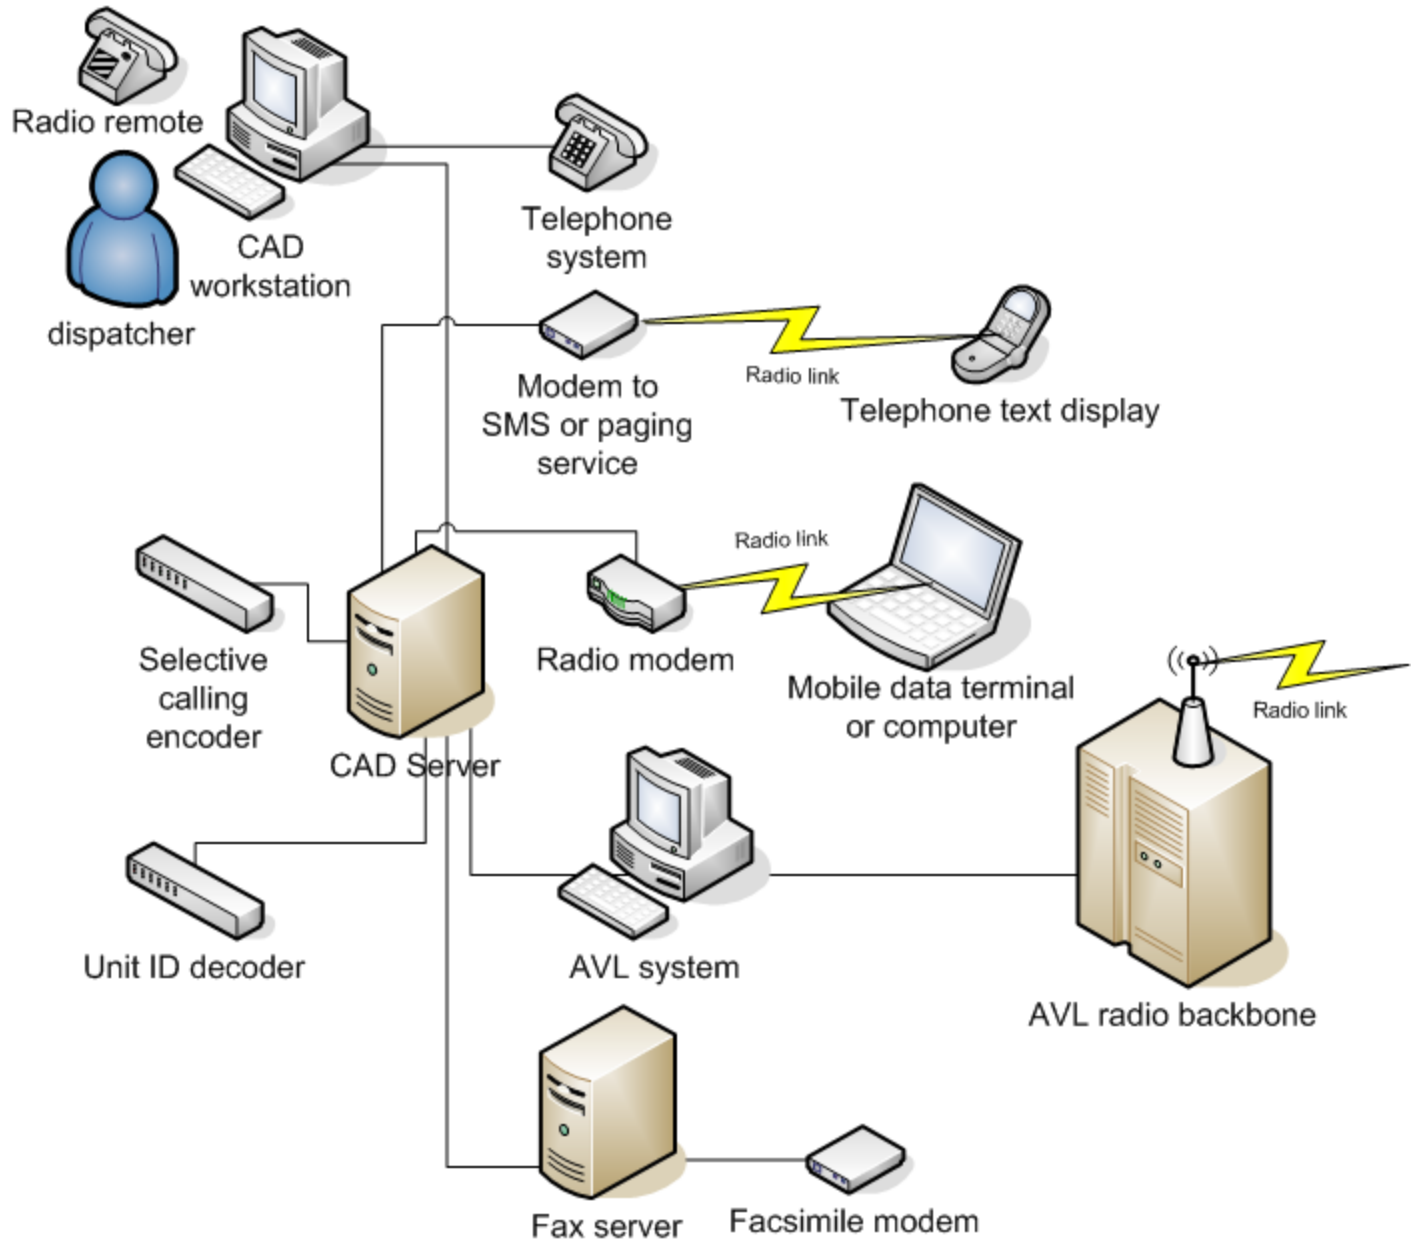 Radio remote
CAD
workstation
dispatcher
Telephone
system
Radio link
Modem to
SMS or paging
service
Telephone text display
Radio link
Selective
calling
encoder
Radio modem
Mobile data terminal
or computer
Radio link
CAD Server
Unit ID decoder
AVL system
AVL radio backbone
Fax server
Facsimile modem